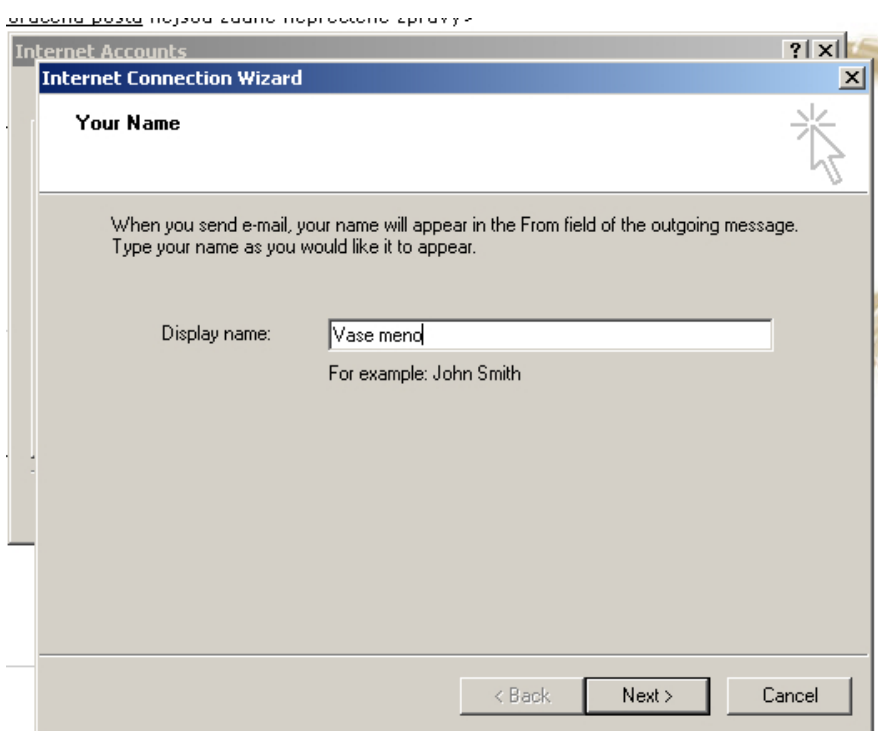 Internet Accounts
Internet Connection Wizard
Your Name
When you send e-mail, your name will appear in the From field of the outgoing message.
Type your name as you would like it to appear.
Display name:
Vase meno
For example: John Smith
< Back
Next >
Cancel